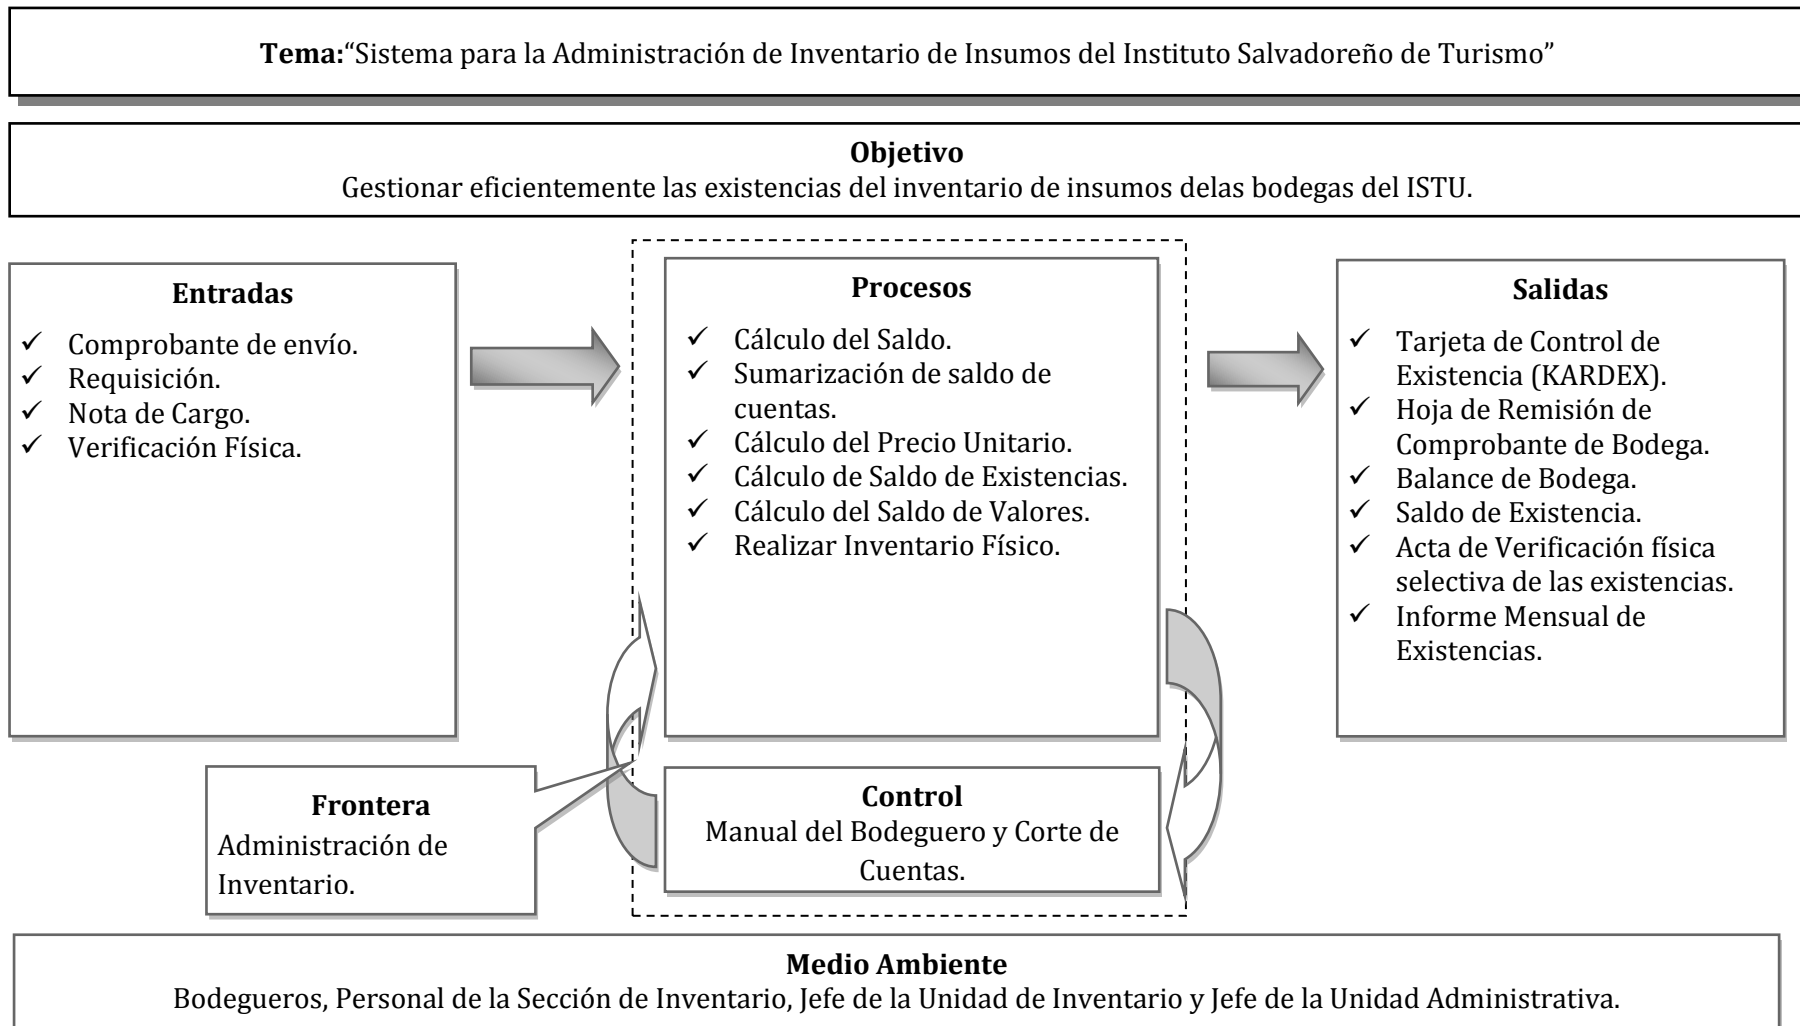 Tema:“Sistema para la Administración de Inventario de Insumos del Instituto Salvadoreño de Turismo”
Objetivo
Gestionar eficientemente las existencias del inventario de insumos delas bodegas del ISTU.
Entradas
✓ Comprobante de envío.
✓ Requisición.
✓ Nota de Cargo.
✓ Verificación Física.
Procesos
✓ Cálculo del Saldo.
✓ Sumarización de saldo de
cuentas.
✓ Cálculo del Precio Unitario.
✓ Cálculo de Saldo de Existencias.
✓ Cálculo del Saldo de Valores.
✓ Realizar Inventario Físico.
Salidas
✓ Tarjeta de Control de
Existencia (KARDEX).
✓ Hoja de Remisión de
Comprobante de Bodega.
✓ Balance de Bodega.
✓ Saldo de Existencia.
✓ Acta de Verificación física
selectiva de las existencias.
✓ Informe Mensual de
Existencias.
Frontera
Administración de
Inventario.
Control
Manual del Bodeguero y Corte de
Cuentas.
Medio Ambiente
Bodegueros, Personal de la Sección de Inventario, Jefe de la Unidad de Inventario y Jefe de la Unidad Administrativa.